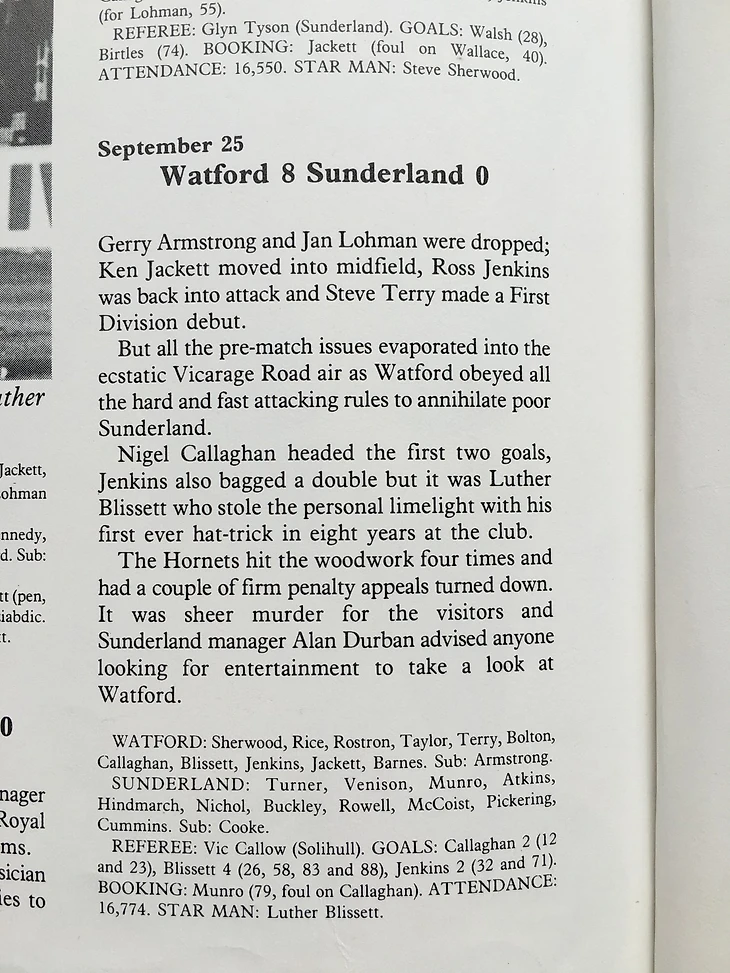 (for Lohman, 55).
REFEREE: Glyn Tyson (Sunderland). GOALS: Walsh (28),
Birtles (74). BOOKING: Jackett (foul on Wallace, 40).
ATTENDANCE: 16,550. STAR MAN: Steve Sherwood.
September 25
Watford 8 Sunderland 0
Gerry Armstrong and Jan Lohman were dropped;
Ken Jackett moved into midfield, Ross Jenkins
was back into attack and Steve Terry made a First
Division debut.
But all the pre-match issues evaporated into the
ecstatic Vicarage Road air as Watford obeyed all
the hard and fast attacking rules to annihilate poor
Sunderland.
Nigel Callaghan headed the first two goals,
Jenkins also bagged a double but it was Luther
Blissett who stole the personal limelight with his
first ever hat-trick in eight years at the club.
The Hornets hit the woodwork four times and
had a couple of firm penalty appeals turned down.
It was sheer murder for the visitors and
Sunderland manager Alan Durban advised anyone
looking for entertainment to take a look at
Watford.
WATFORD: Sherwood, Rice, Rostron, Taylor, Terry, Bolton,
Callaghan, Blissett, Jenkins, Jackett, Barnes. Sub: Armstrong.
SUNDERLAND: Turner, Venison, Munro, Atkins,
Hindmarch, Nichol, Buckley, Rowell, McCoist, Pickering,
Cummins. Sub: Cooke.
REFEREE: Vic Callow (Solihull). GOALS: Callaghan 2 (12
and 23), Blissett 4 (26, 58, 83 and 88), Jenkins 2 (32 and 71).
BOOKING: Munro (79, foul on Callaghan). ATTENDANCE:
16,774. STAR MAN: Luther Blissett.
ther
Jackett,
ohman
nnedy,
d. Sub:
tt (pen,
iabdic.
t.
0
nager
Royal
ms.
sician
ies to